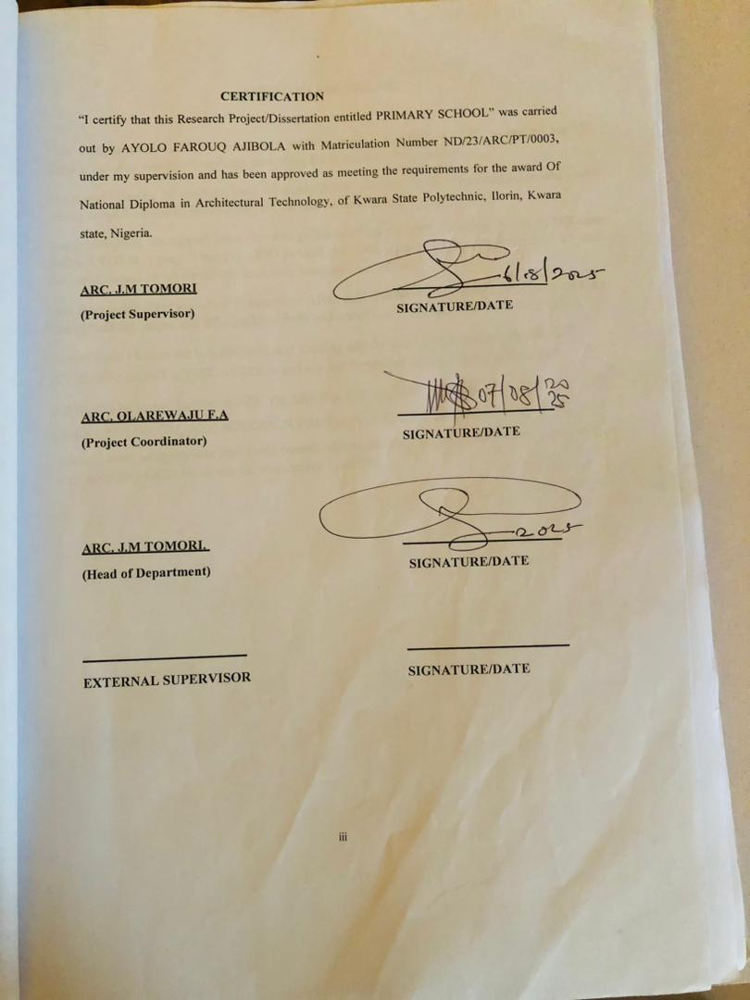 CERTIFICATION
“I certify that this Research Project/Dissertation entitled PRIMARY SCHOOL” was carried
out by AYOLO FAROUQ AJIBOLA with Matriculation Number ND/23/ARC/PT/0003,
under my supervision and has been approved as meeting the requirements for the award Of
National Diploma in Architectural Technology, of Kwara State Polytechnic, Ilorin, Kwara
state, Nigeria.
6/8/2025
ARC. J.M TOMORI
(Project Supervisor)
SIGNATURE/DATE
07/08/2025
ARC. OLAREWAJU F.A
(Project Coordinator)
SIGNATURE/DATE
2025
ARC. J.M TOMORI.
(Head of Department)
SIGNATURE/DATE
EXTERNAL SUPERVISOR
SIGNATURE/DATE
iii